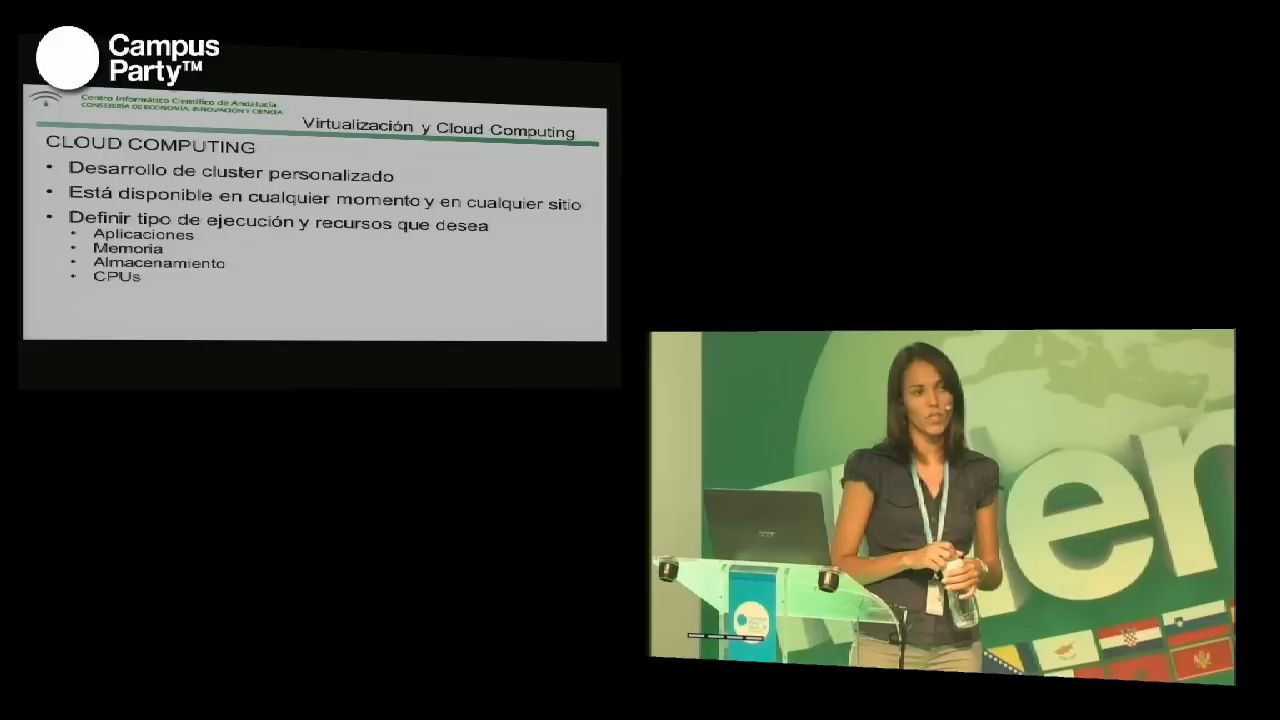 Campus
Party™
Centro Informático Científico de Andalucía
CONSEJERÍA DE ECONOMÍA, INNOVACIÓN Y CIENCIA
Virtualización y Cloud Computing
CLOUD COMPUTING
• Desarrollo de cluster personalizado
• Está disponible en cualquier momento y en cualquier sitio
• Definir tipo de ejecución y recursos que desea
• Aplicaciones
• Memoria
• Almacenamiento
• CPUs
acer
en